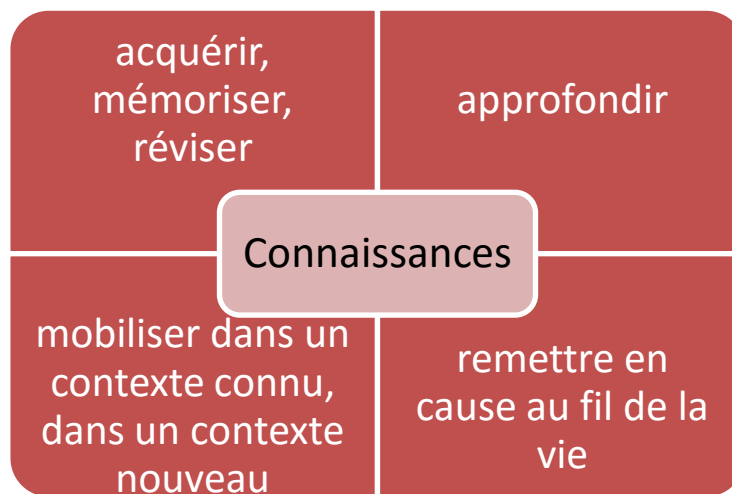 acquérir,
mémoriser,
réviser
approfondir
Connaissances
mobiliser dans un
contexte connu,
dans un contexte
nouveau
remettre en
cause au fil de la
vie